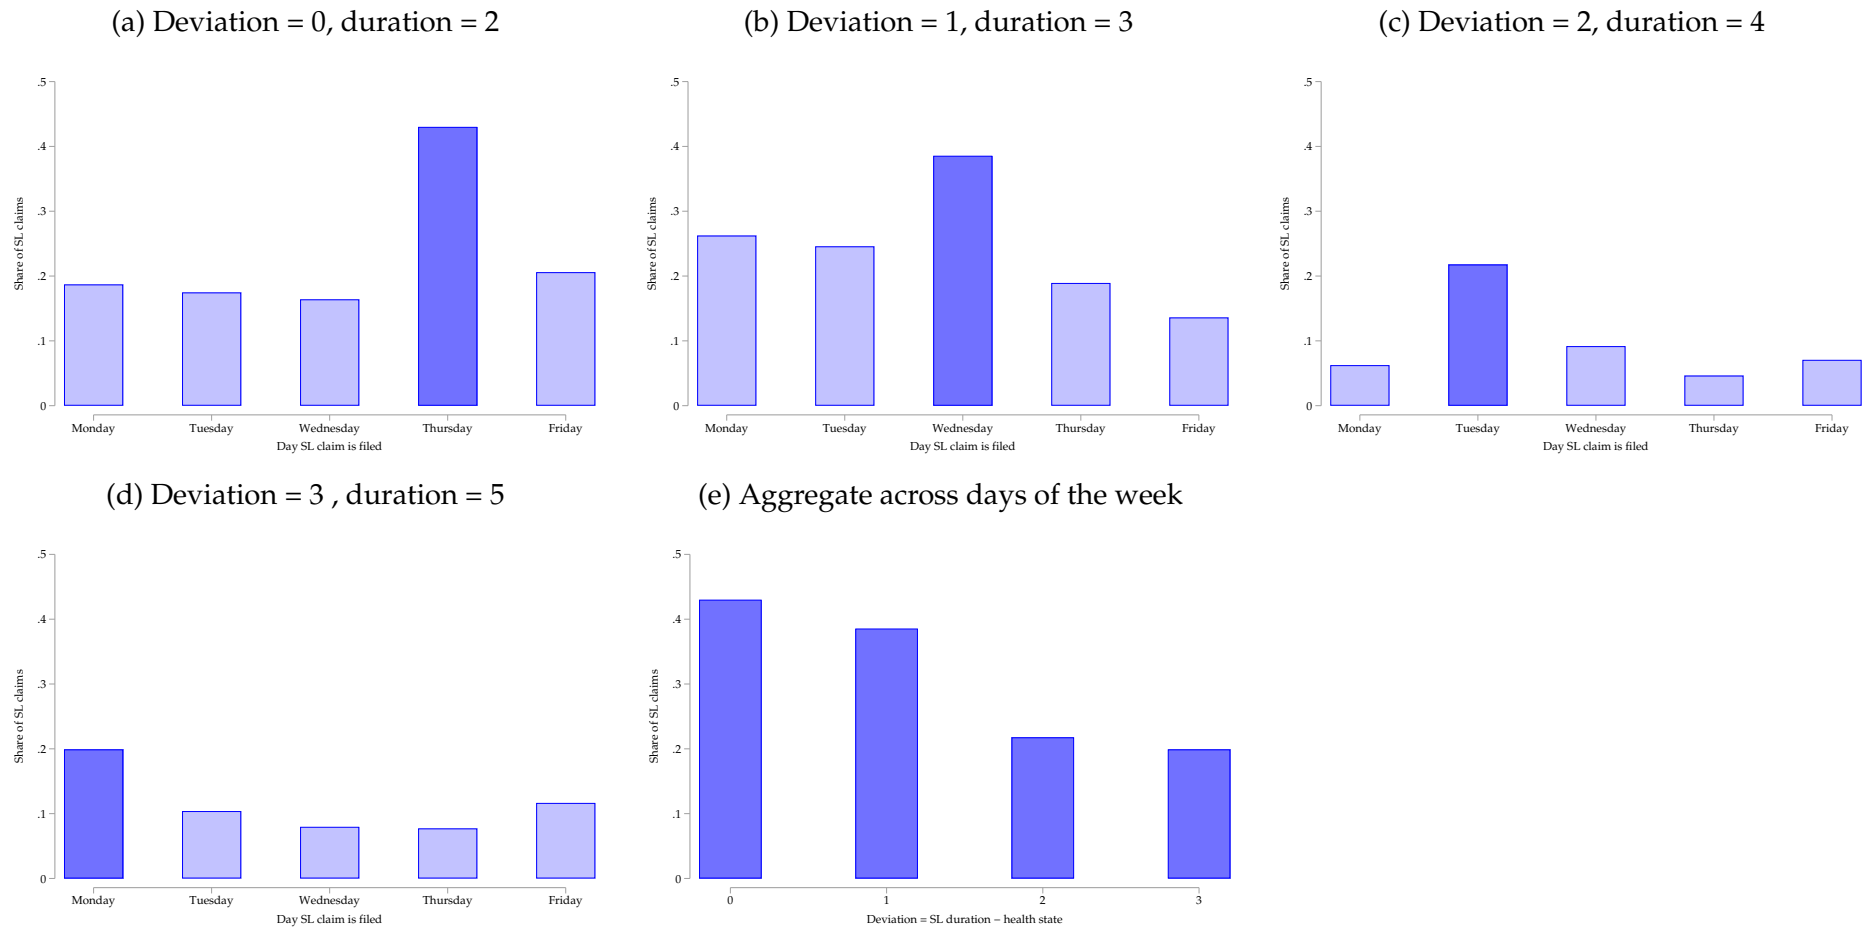 (a) Deviation = 0, duration = 2
.5
.4
.3
.2
.1
0
Share of SL claims
Monday Tuesday Wednesday Thursday Friday
Day SL claim is filed
(b) Deviation = 1, duration = 3
.5
.4
.3
.2
.1
0
Share of SL claims
Monday Tuesday Wednesday Thursday Friday
Day SL claim is filed
(c) Deviation = 2, duration = 4
.5
.4
.3
.2
.1
0
Share of SL claims
Monday Tuesday Wednesday Thursday Friday
Day SL claim is filed
(d) Deviation = 3 , duration = 5
.5
.4
.3
.2
.1
0
Share of SL claims
Monday Tuesday Wednesday Thursday Friday
Day SL claim is filed
(e) Aggregate across days of the week
.5
.4
.3
.2
.1
0
Share of SL claims
0 1 2 3
Deviation = SL duration − health state